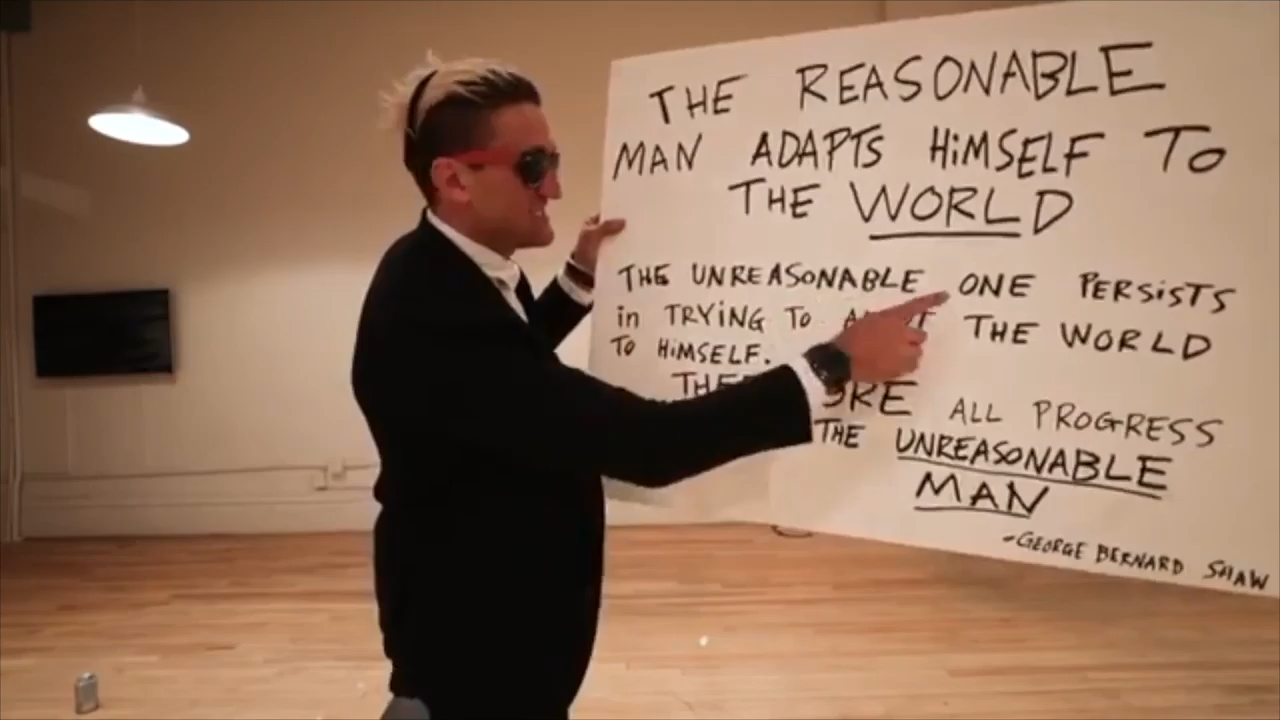 THE REASONABLE
MAN ADAPTS HiMSELF To
THE WORLD
THE UNREASONABLE ONE PERSiSTS
in TRYiNG TO THE WORLD
TO HiMSELF.
ALL PROGRESS
THE UNREASONABLE
MAN
-GEORGE BERNARD SHAW